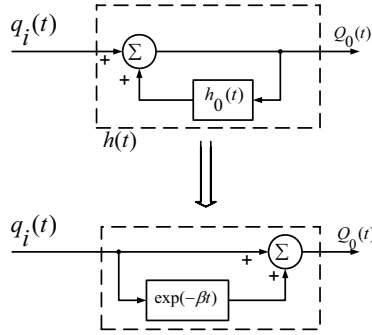 q_i(t)
Q_0(t)
Σ
+
+
h_0(t)
h(t)
q_i(t)
Q_0(t)
+
Σ
+
exp(−βt)